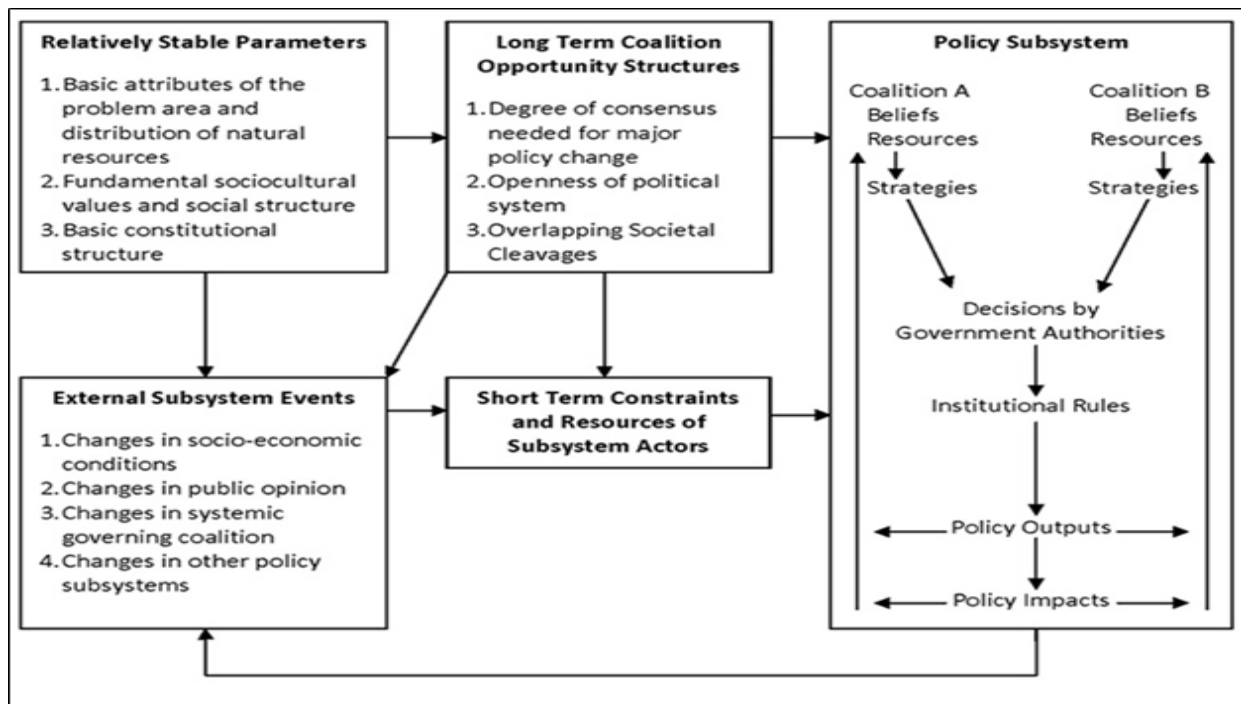 Relatively Stable Parameters
1. Basic attributes of the
problem area and
distribution of natural
resources
2. Fundamental sociocultural
values and social structure
3. Basic constitutional
structure
Long Term Coalition
Opportunity Structures
1. Degree of consensus
needed for major
policy change
2. Openness of political
system
3. Overlapping Societal
Cleavages
Policy Subsystem
Coalition A
Beliefs
Resources
Strategies
Coalition B
Beliefs
Resources
Strategies
Decisions by
Government Authorities
Institutional Rules
Policy Outputs
Policy Impacts
External Subsystem Events
1. Changes in socio-economic
conditions
2. Changes in public opinion
3. Changes in systemic
governing coalition
4. Changes in other policy
subsystems
Short Term Constraints
and Resources of
Subsystem Actors